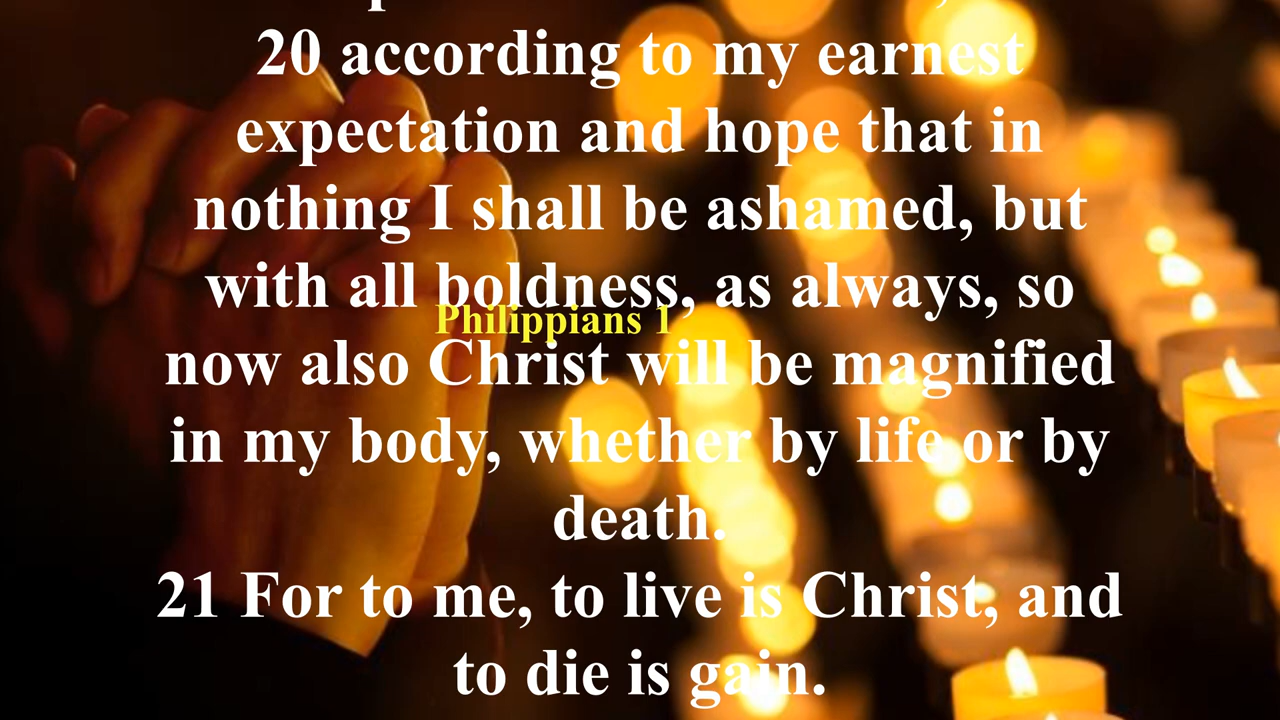 20 according to my earnest
expectation and hope that in
nothing I shall be ashamed, but
with all boldness, as always, so
Philippians 1
now also Christ will be magnified
in my body, whether by life or by
death.
21 For to me, to live is Christ, and
to die is gain.